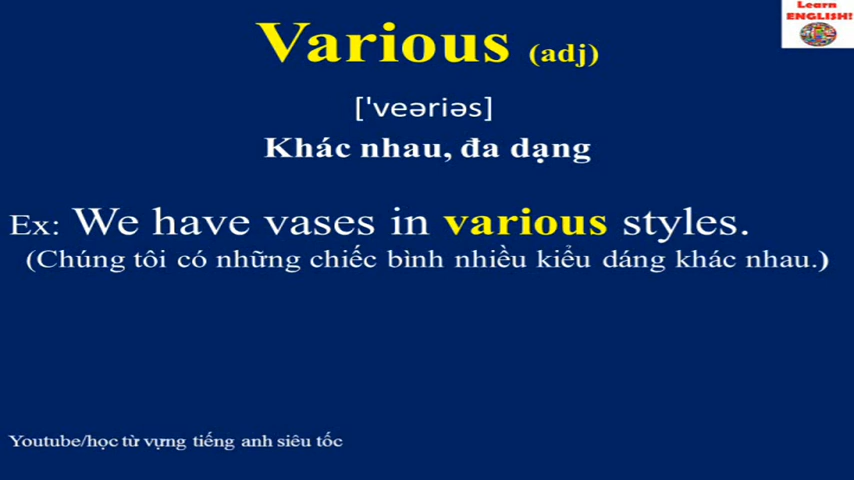 Learn
ENGLISH!
Various (adj)
['veəriəs]
Khác nhau, đa dạng
Ex: We have vases in various styles.
(Chúng tôi có những chiếc bình nhiều kiểu dáng khác nhau.)
Youtube/học từ vựng tiếng anh siêu tốc